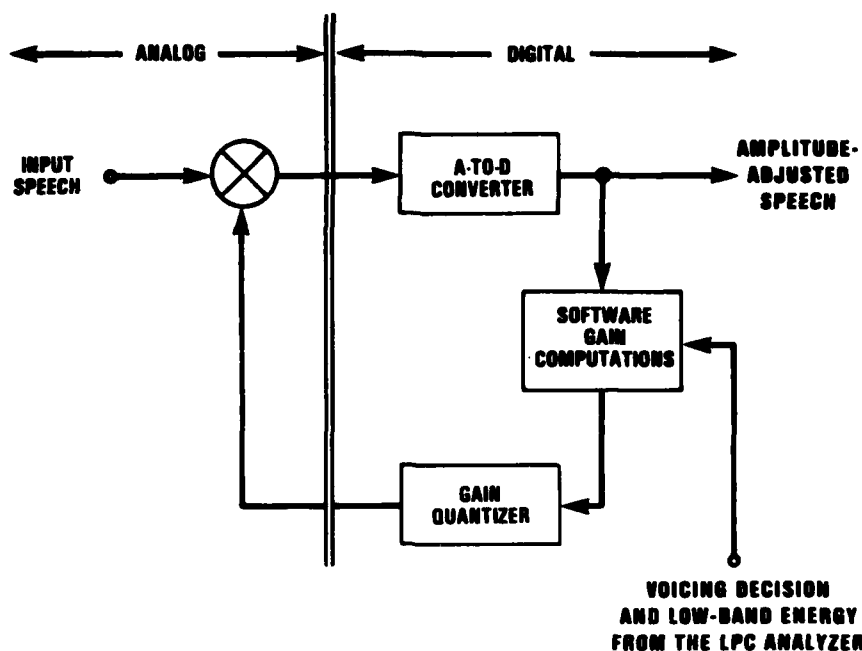 ANALOG
DIGITAL
INPUT
SPEECH
A-TO-D
CONVERTER
AMPLITUDE-
ADJUSTED
SPEECH
SOFTWARE
GAIN
COMPUTATIONS
GAIN
QUANTIZER
VOICING DECISION
AND LOW-BAND ENERGY
FROM THE LPC ANALYZER